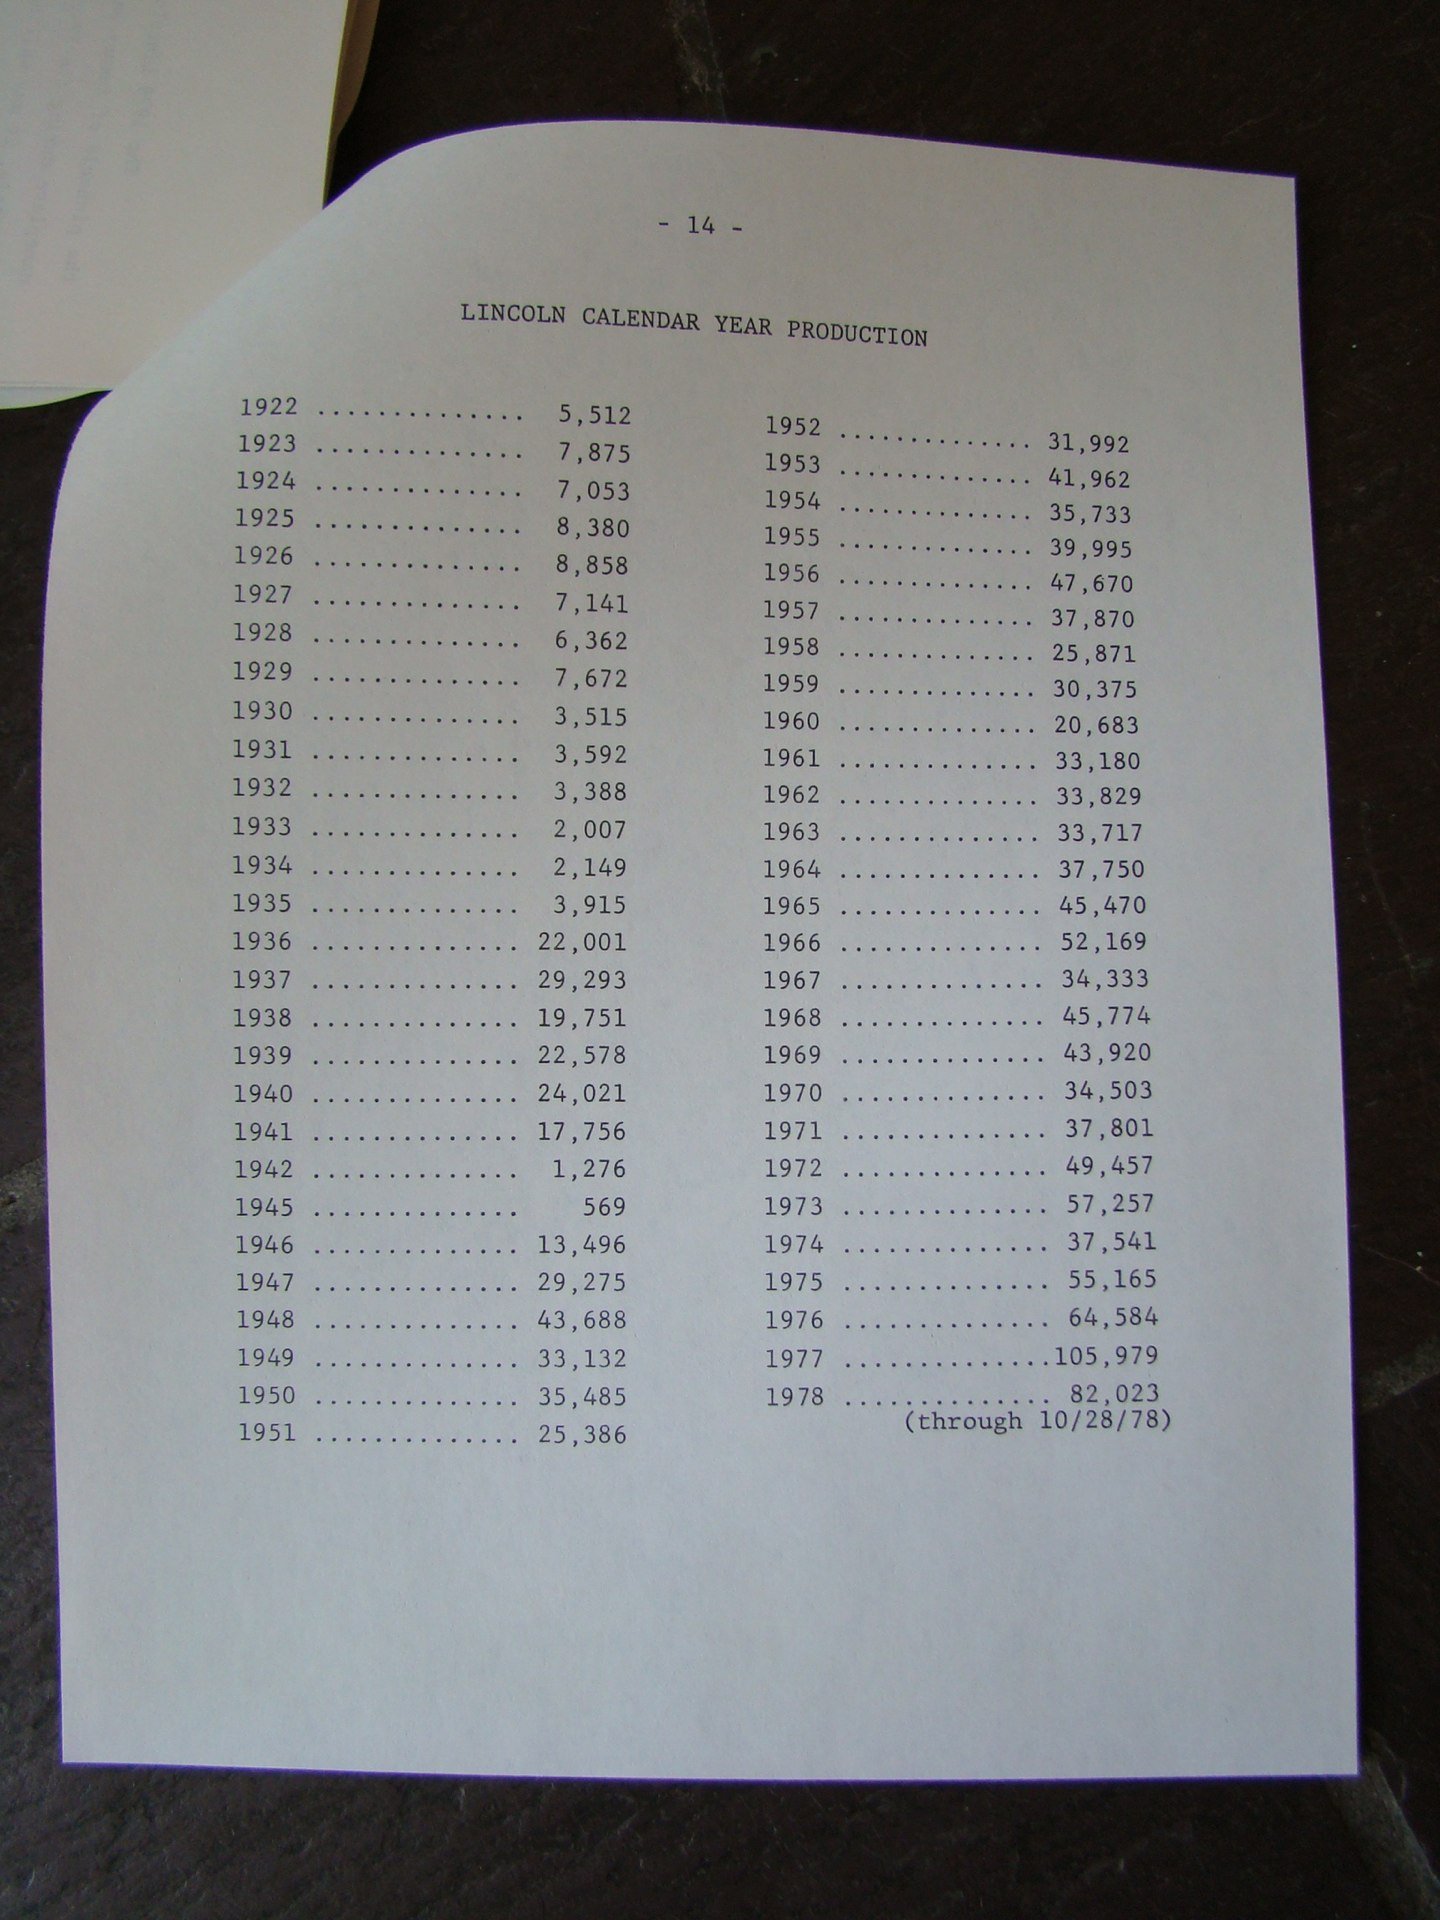 - 14 -
LINCOLN CALENDAR YEAR PRODUCTION
1922 .............. 5,512
1923 .............. 7,875
1924 .............. 7,053
1925 .............. 8,380
1926 .............. 8,858
1927 .............. 7,141
1928 .............. 6,362
1929 .............. 7,672
1930 .............. 3,515
1931 .............. 3,592
1932 .............. 3,388
1933 .............. 2,007
1934 .............. 2,149
1935 .............. 3,915
1936 .............. 22,001
1937 .............. 29,293
1938 .............. 19,751
1939 .............. 22,578
1940 .............. 24,021
1941 .............. 17,756
1942 .............. 1,276
1945 .............. 569
1946 .............. 13,496
1947 .............. 29,275
1948 .............. 43,688
1949 .............. 33,132
1950 .............. 35,485
1951 .............. 25,386
1952 .............. 31,992
1953 .............. 41,962
1954 .............. 35,733
1955 .............. 39,995
1956 .............. 47,670
1957 .............. 37,870
1958 .............. 25,871
1959 .............. 30,375
1960 .............. 20,683
1961 .............. 33,180
1962 .............. 33,829
1963 .............. 33,717
1964 .............. 37,750
1965 .............. 45,470
1966 .............. 52,169
1967 .............. 34,333
1968 .............. 45,774
1969 .............. 43,920
1970 .............. 34,503
1971 .............. 37,801
1972 .............. 49,457
1973 .............. 57,257
1974 .............. 37,541
1975 .............. 55,165
1976 .............. 64,584
1977 ..............105,979
1978 .............. 82,023
(through 10/28/78)